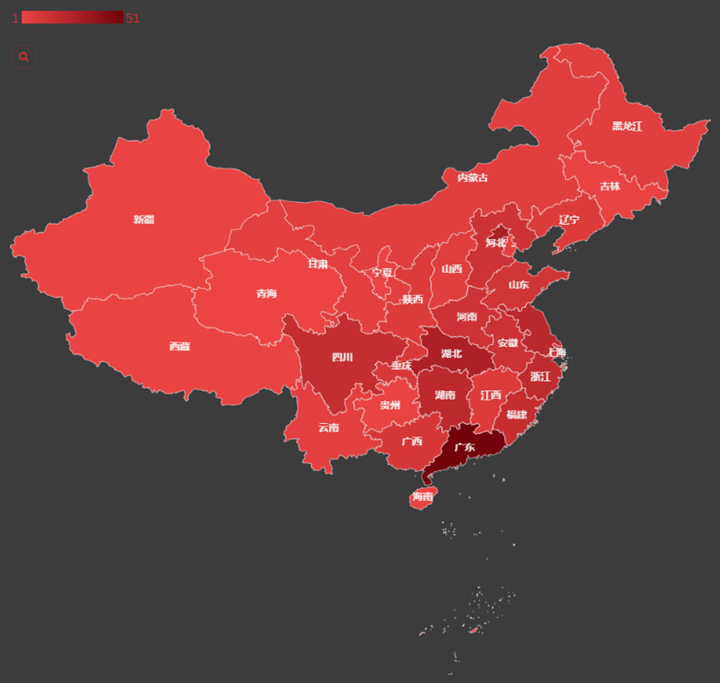 1 51
黑龙江
内蒙古
吉林
新疆
辽宁
河北
甘肃
山西
宁夏
山东
青海
陕西
河南
安徽
西藏
四川
湖北
上海
重庆
浙江
湖南
江西
贵州
福建
云南
广西
广东
海南